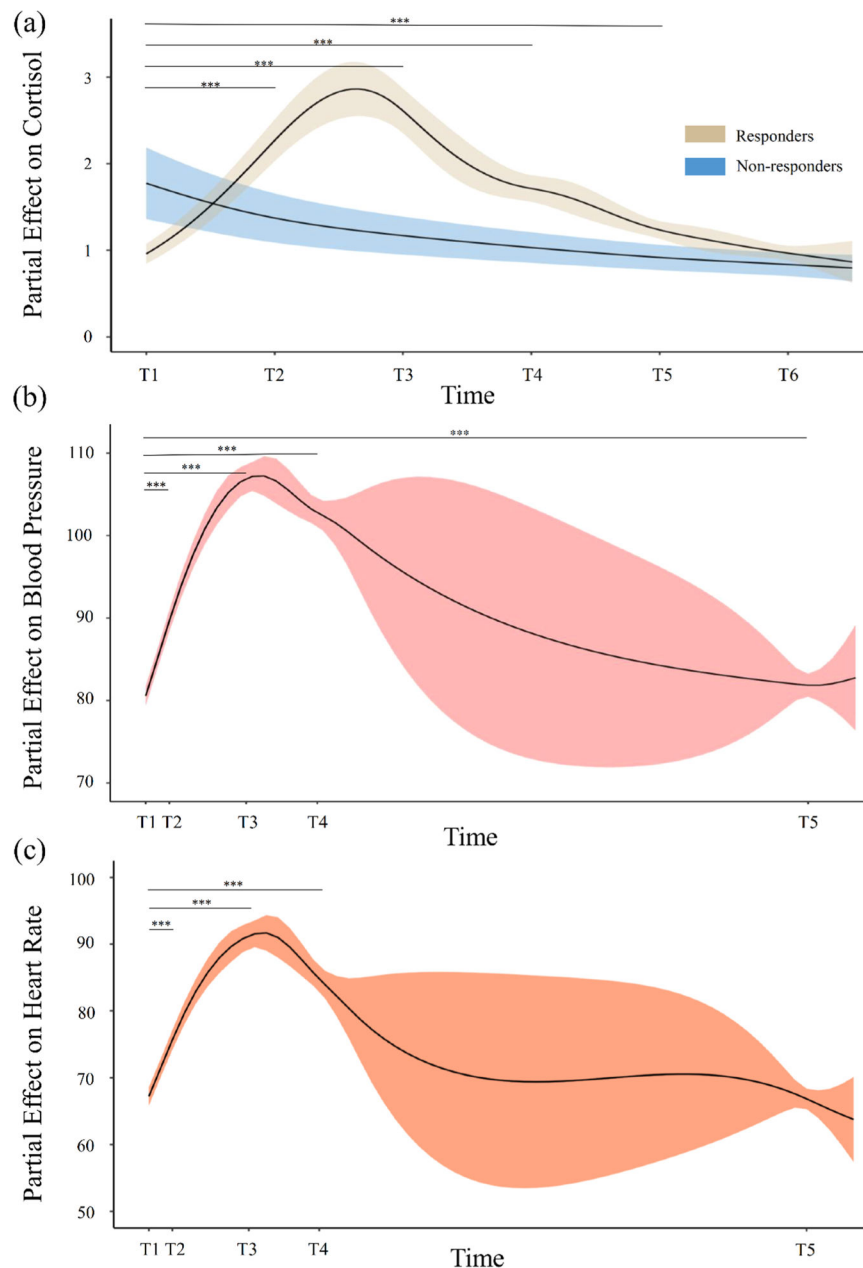 (a)
Partial Effect on Cortisol
***
***
***
***
3
2
1
0
Responders
Non-responders
T1 T2 T3 T4 T5 T6
Time
(b)
Partial Effect on Blood Pressure
***
***
***
***
110
100
90
80
70
T1 T2 T3 T4 T5
Time
(c)
Partial Effect on Heart Rate
***
***
***
100
90
80
70
60
50
T1 T2 T3 T4 T5
Time